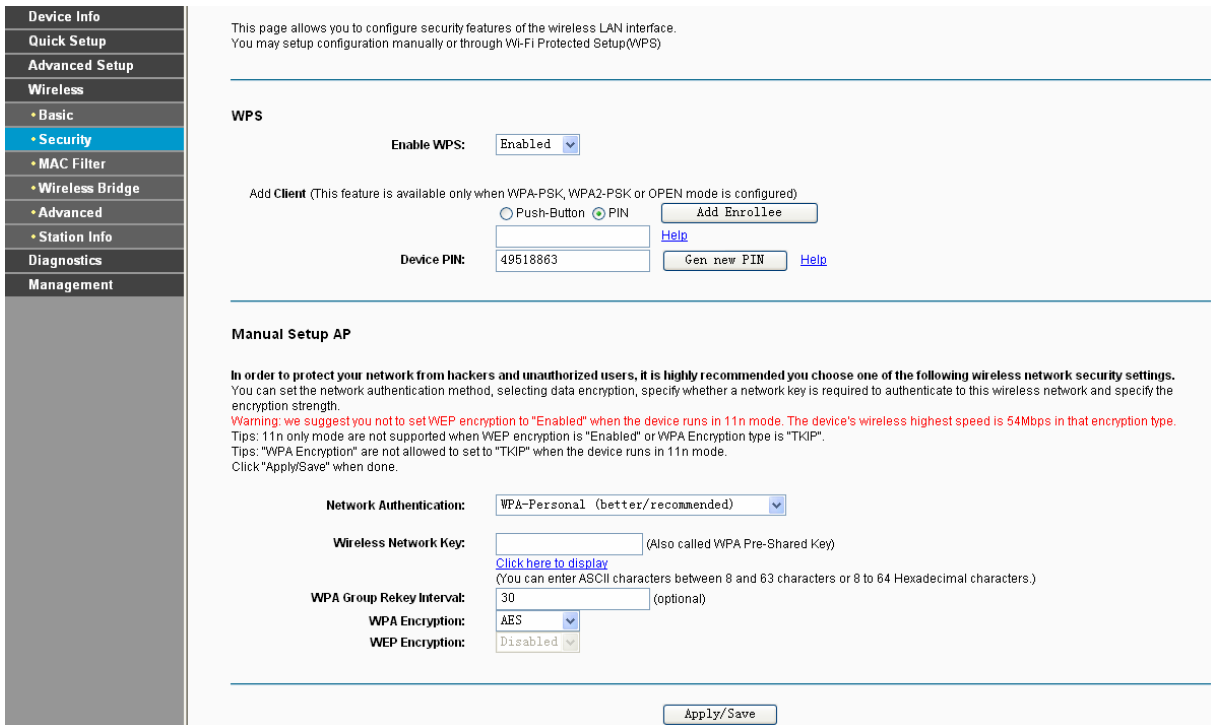 Device Info
Quick Setup
Advanced Setup
Wireless
• Basic
• Security
• MAC Filter
• Wireless Bridge
• Advanced
• Station Info
Diagnostics
Management
This page allows you to configure security features of the wireless LAN interface.
You may setup configuration manually or through Wi-Fi Protected Setup(WPS)
WPS
Enable WPS: Enabled
Add Client (This feature is available only when WPA-PSK, WPA2-PSK or OPEN mode is configured)
Push-Button PIN Add Enrollee
Help
Device PIN: 49518863 Gen new PIN Help
Manual Setup AP
In order to protect your network from hackers and unauthorized users, it is highly recommended you choose one of the following wireless network security settings.
You can set the network authentication method, selecting data encryption, specify whether a network key is required to authenticate to this wireless network and specify the
encryption strength.
Warning: we suggest you not to set WEP encryption to "Enabled" when the device runs in 11n mode. The device's wireless highest speed is 54Mbps in that encryption type.
Tips: 11n only mode are not supported when WEP encryption is "Enabled" or WPA Encryption type is "TKIP".
Tips: "WPA Encryption" are not allowed to set to "TKIP" when the device runs in 11n mode.
Click "Apply/Save" when done.
Network Authentication: WPA-Personal (better/recommended)
Wireless Network Key: (Also called WPA Pre-Shared Key)
Click here to display
(You can enter ASCII characters between 8 and 63 characters or 8 to 64 Hexadecimal characters.)
WPA Group Rekey Interval: 30 (optional)
WPA Encryption: AES
WEP Encryption: Disabled
Apply/Save